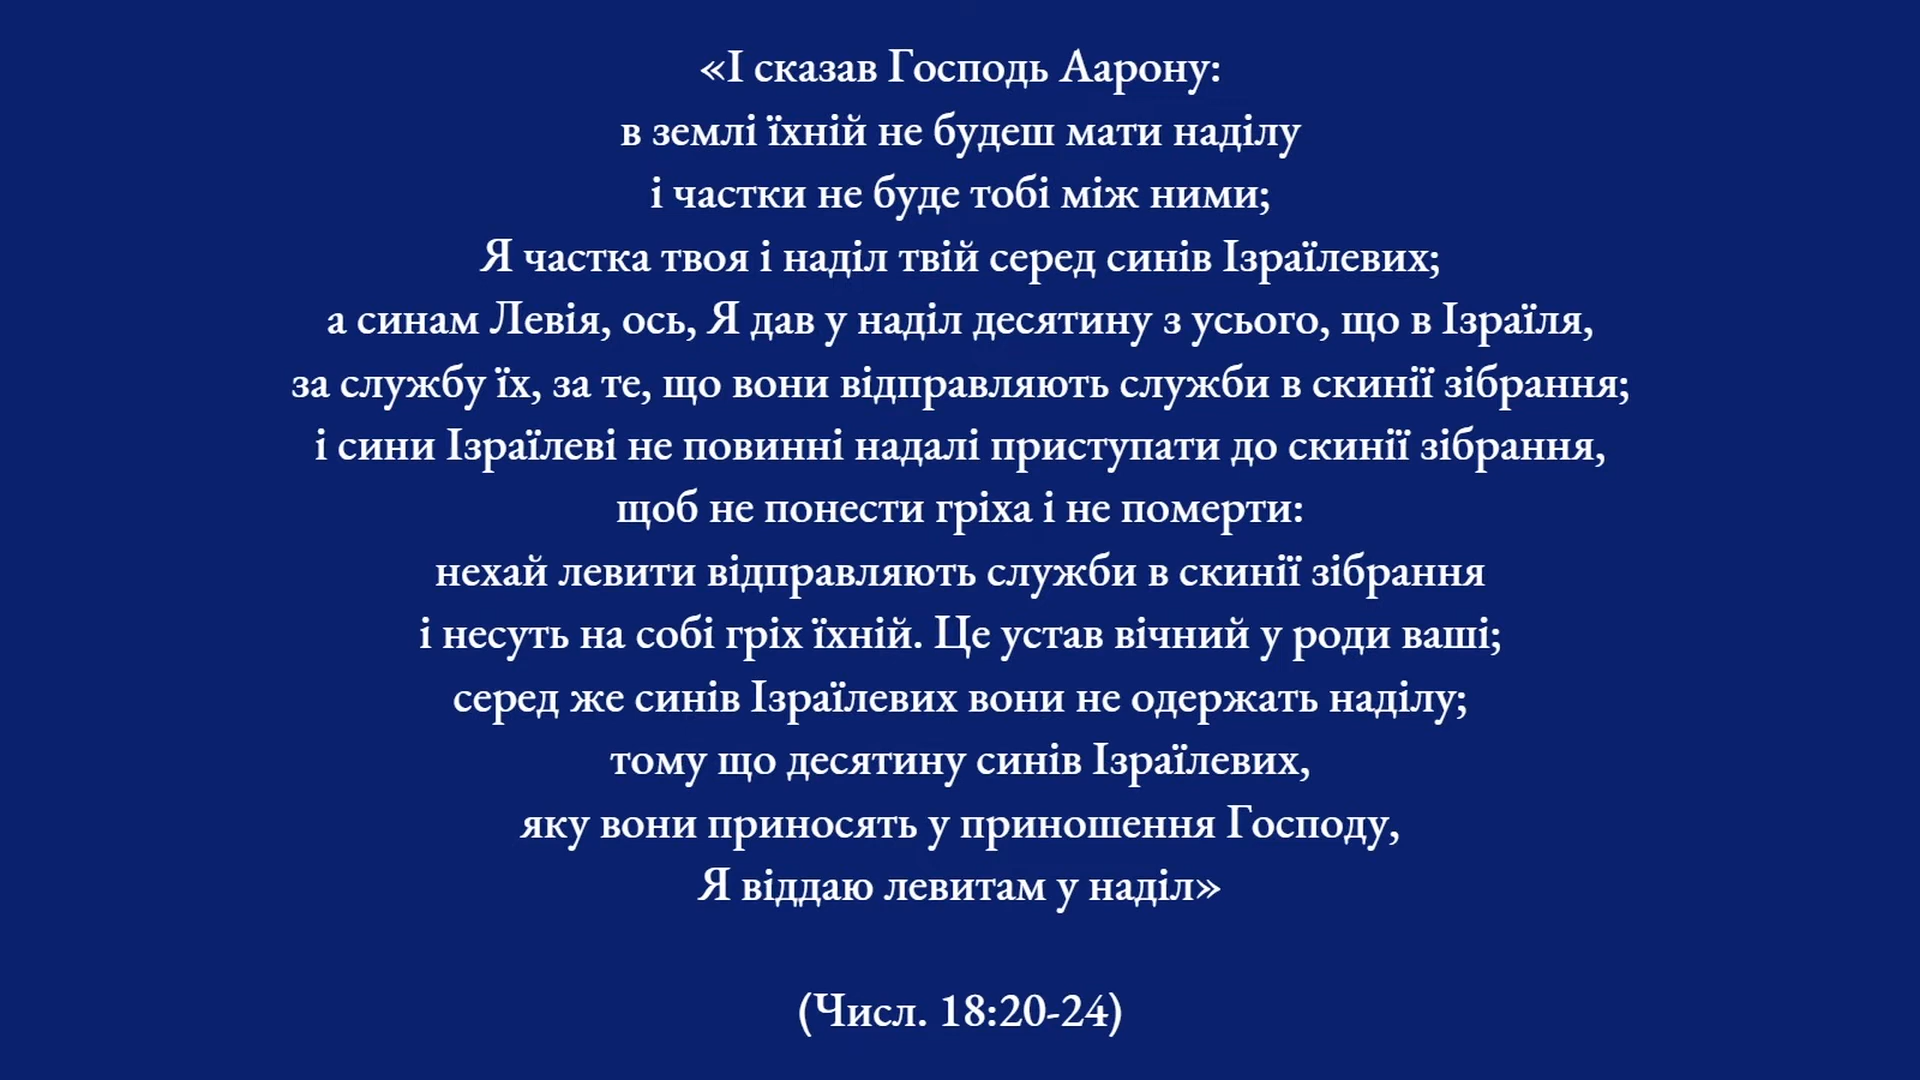 «І сказав Господь Аарону:
в землі їхній не будеш мати наділу
і частки не буде тобі між ними;
Я частка твоя і наділ твій серед синів Ізраїлевих;
а синам Левія, ось, Я дав у наділ десятину з усього, що в Ізраїля,
за службу їх, за те, що вони відправляють служби в скинії зібрання;
і сини Ізраїлеві не повинні надалі приступати до скинії зібрання,
щоб не понести гріха і не померти:
нехай левити відправляють служби в скинії зібрання
і несуть на собі гріх їхній. Це устав вічний у роди ваші;
серед же синів Ізраїлевих вони не одержать наділу;
тому що десятину синів Ізраїлевих,
яку вони приносять у приношення Господу,
Я віддаю левитам у наділ»
(Числ. 18:20-24)